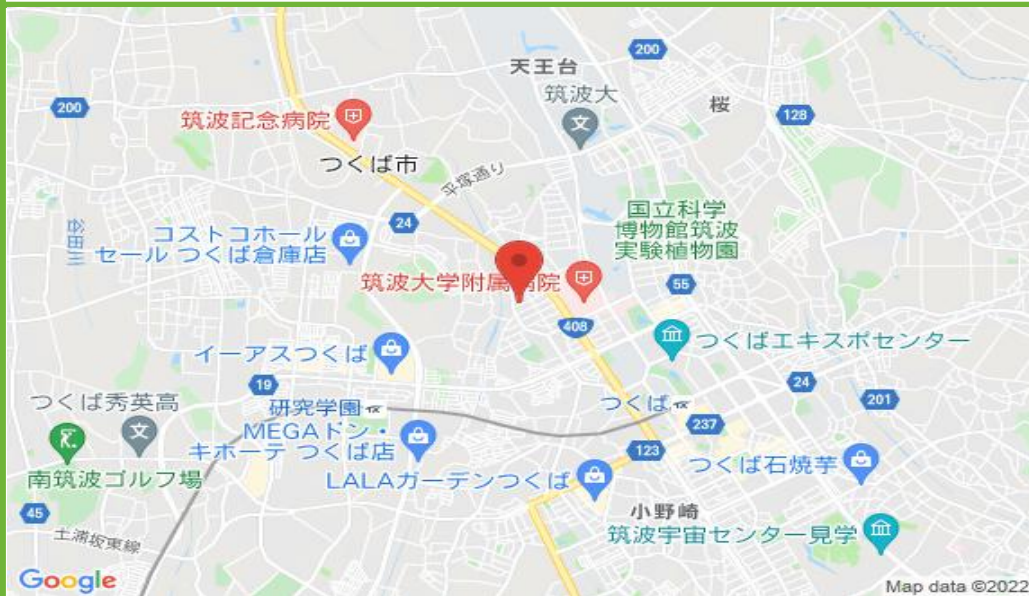 200
天王台
筑波大
桜
200
128
筑波記念病院
つくば市
平塚通り
24
谷田川
国立科学
博物館筑波
実験植物園
コストコホール
セール つくば倉庫店
筑波大学附属病院
55
408
つくばエキスポセンター
イーアスつくば
19
24
つくば秀英高
研究学園
つくば
201
MEGAドン・
キホーテ つくば店
237
123
つくば石焼芋
南筑波ゴルフ場
LALAガーデンつくば
45
小野崎
土浦坂東線
筑波宇宙センター見学
Google
Map data ©2022